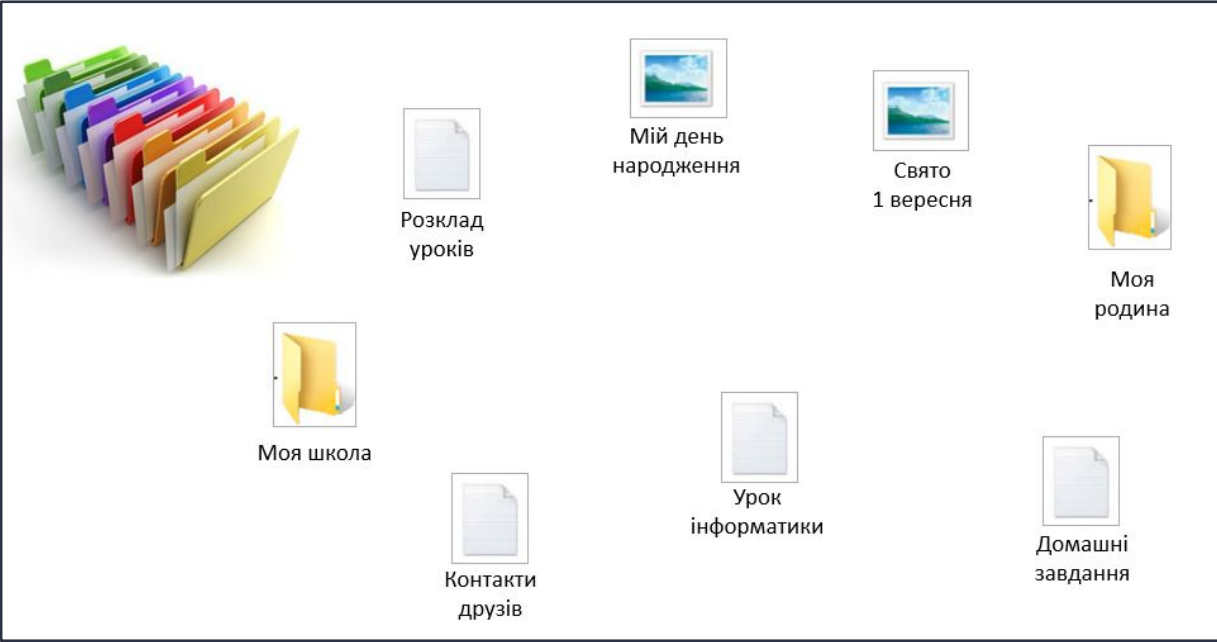 Мій день
народження
Свято
1 вересня
Розклад
уроків
Моя
родина
Моя школа
Урок
інформатики
Домашні
завдання
Контакти
друзів